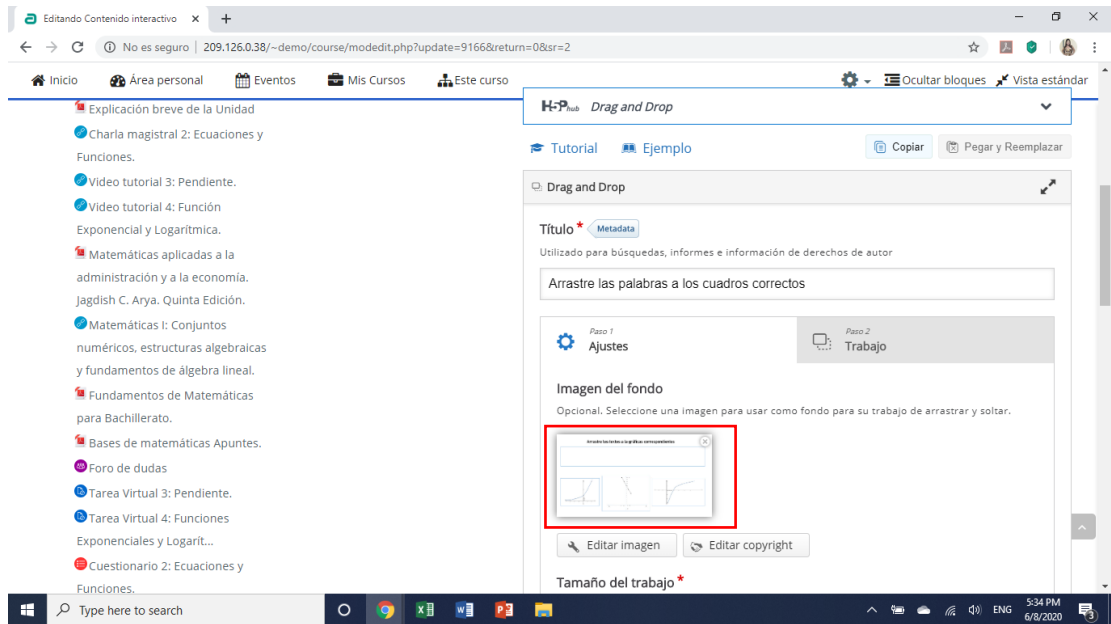 Editando Contenido interactivo
No es seguro | 209.126.0.38/~demo/course/modedit.php?update=9166&return=0&sr=2
Inicio Área personal Eventos Mis Cursos Este curso Ocultar bloques Vista estándar
Explicación breve de la Unidad
Charla magistral 2: Ecuaciones y
Funciones.
Video tutorial 3: Pendiente.
Video tutorial 4: Función
Exponencial y Logarítmica.
Matemáticas aplicadas a la
administración y a la economía.
Jagdish C. Arya. Quinta Edición.
Matemáticas I: Conjuntos
numéricos, estructuras algebraicas
y fundamentos de álgebra lineal.
Fundamentos de Matemáticas
para Bachillerato.
Bases de matemáticas Apuntes.
Foro de dudas
Tarea Virtual 3: Pendiente.
Tarea Virtual 4: Funciones
Exponenciales y Logarít...
Cuestionario 2: Ecuaciones y
Funciones.
H5P hub Drag and Drop
Tutorial Ejemplo Copiar Pegar y Reemplazar
Drag and Drop
Título * Metadata
Utilizado para búsquedas, informes e información de derechos de autor
Arrastre las palabras a los cuadros correctos
Paso 1
Ajustes
Paso 2
Trabajo
Imagen del fondo
Opcional. Seleccione una imagen para usar como fondo para su trabajo de arrastrar y soltar.
Arrastre los textos a la gráficas correspondientes
Editar imagen Editar copyright
Tamaño del trabajo *
Type here to search
ENG
5:34 PM
6/8/2020
3